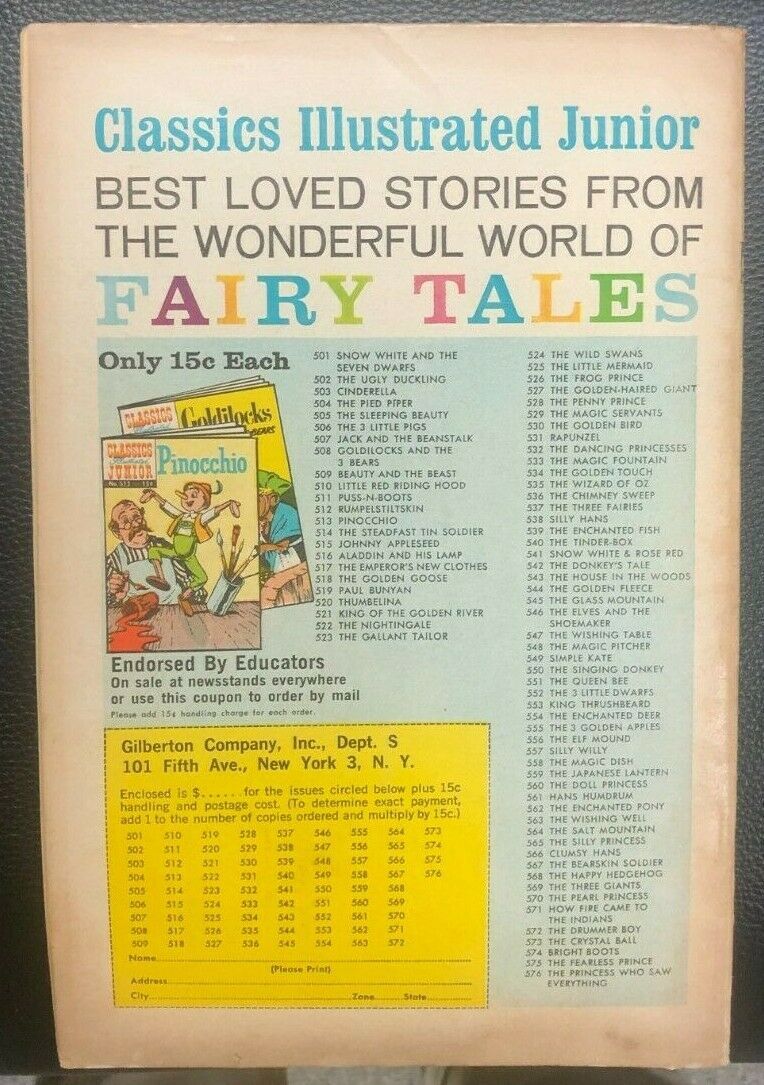 Classics Illustrated Junior
BEST LOVED STORIES FROM
THE WONDERFUL WORLD OF
FAIRY TALES
Only 15c Each
CLASSICS
Goldilocks
BEARS
CLASSICS
Illustrated
JUNIOR
No. 513 15¢
Pinocchio
Endorsed By Educators
On sale at newsstands everywhere
or use this coupon to order by mail
Please add 15¢ handling charge for each order.
501 SNOW WHITE AND THE
SEVEN DWARFS
502 THE UGLY DUCKLING
503 CINDERELLA
504 THE PIED PIPER
505 THE SLEEPING BEAUTY
506 THE 3 LITTLE PIGS
507 JACK AND THE BEANSTALK
508 GOLDILOCKS AND THE
3 BEARS
509 BEAUTY AND THE BEAST
510 LITTLE RED RIDING HOOD
511 PUSS-N-BOOTS
512 RUMPELSTILTSKIN
513 PINOCCHIO
514 THE STEADFAST TIN SOLDIER
515 JOHNNY APPLESEED
516 ALADDIN AND HIS LAMP
517 THE EMPEROR'S NEW CLOTHES
518 THE GOLDEN GOOSE
519 PAUL BUNYAN
520 THUMBELINA
521 KING OF THE GOLDEN RIVER
522 THE NIGHTINGALE
523 THE GALLANT TAILOR
524 THE WILD SWANS
525 THE LITTLE MERMAID
526 THE FROG PRINCE
527 THE GOLDEN-HAIRED GIANT
528 THE PENNY PRINCE
529 THE MAGIC SERVANTS
530 THE GOLDEN BIRD
531 RAPUNZEL
532 THE DANCING PRINCESSES
533 THE MAGIC FOUNTAIN
534 THE GOLDEN TOUCH
535 THE WIZARD OF OZ
536 THE CHIMNEY SWEEP
537 THE THREE FAIRIES
538 SILLY HANS
539 THE ENCHANTED FISH
540 THE TINDER-BOX
541 SNOW WHITE & ROSE RED
542 THE DONKEY'S TALE
543 THE HOUSE IN THE WOODS
544 THE GOLDEN FLEECE
545 THE GLASS MOUNTAIN
546 THE ELVES AND THE
SHOEMAKER
547 THE WISHING TABLE
548 THE MAGIC PITCHER
549 SIMPLE KATE
550 THE SINGING DONKEY
551 THE QUEEN BEE
552 THE 3 LITTLE DWARFS
553 KING THRUSHBEARD
554 THE ENCHANTED DEER
555 THE 3 GOLDEN APPLES
556 THE ELF MOUND
557 SILLY WILLY
558 THE MAGIC DISH
559 THE JAPANESE LANTERN
560 THE DOLL PRINCESS
561 HANS HUMDRUM
562 THE ENCHANTED PONY
563 THE WISHING WELL
564 THE SALT MOUNTAIN
565 THE SILLY PRINCESS
566 CLUMSY HANS
567 THE BEARSKIN SOLDIER
568 THE HAPPY HEDGEHOG
569 THE THREE GIANTS
570 THE PEARL PRINCESS
571 HOW FIRE CAME TO
THE INDIANS
572 THE DRUMMER BOY
573 THE CRYSTAL BALL
574 BRIGHT BOOTS
575 THE FEARLESS PRINCE
576 THE PRINCESS WHO SAW
EVERYTHING
Gilberton Company, Inc., Dept. S
101 Fifth Ave., New York 3, N. Y.
Enclosed is $...... for the issues circled below plus 15c
handling and postage cost. (To determine exact payment,
add 1 to the number of copies ordered and multiply by 15c.)
501 510 519 528 537 546 555 564 573
502 511 520 529 538 547 556 565 574
503 512 521 530 539 548 557 566 575
504 513 522 531 540 549 558 567 576
505 514 523 532 541 550 559 568
506 515 524 533 542 551 560 569
507 516 525 534 543 552 561 570
508 517 526 535 544 553 562 571
509 518 527 536 545 554 563 572
Name
(Please Print)
Address
City Zone State